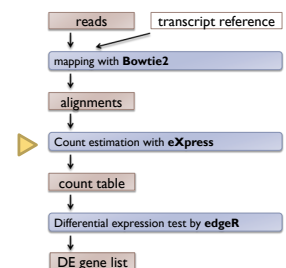 reads
transcript reference
mapping with Bowtie2
alignments
Count estimation with eXpress
count table
Differential expression test by edgeR
DE gene list